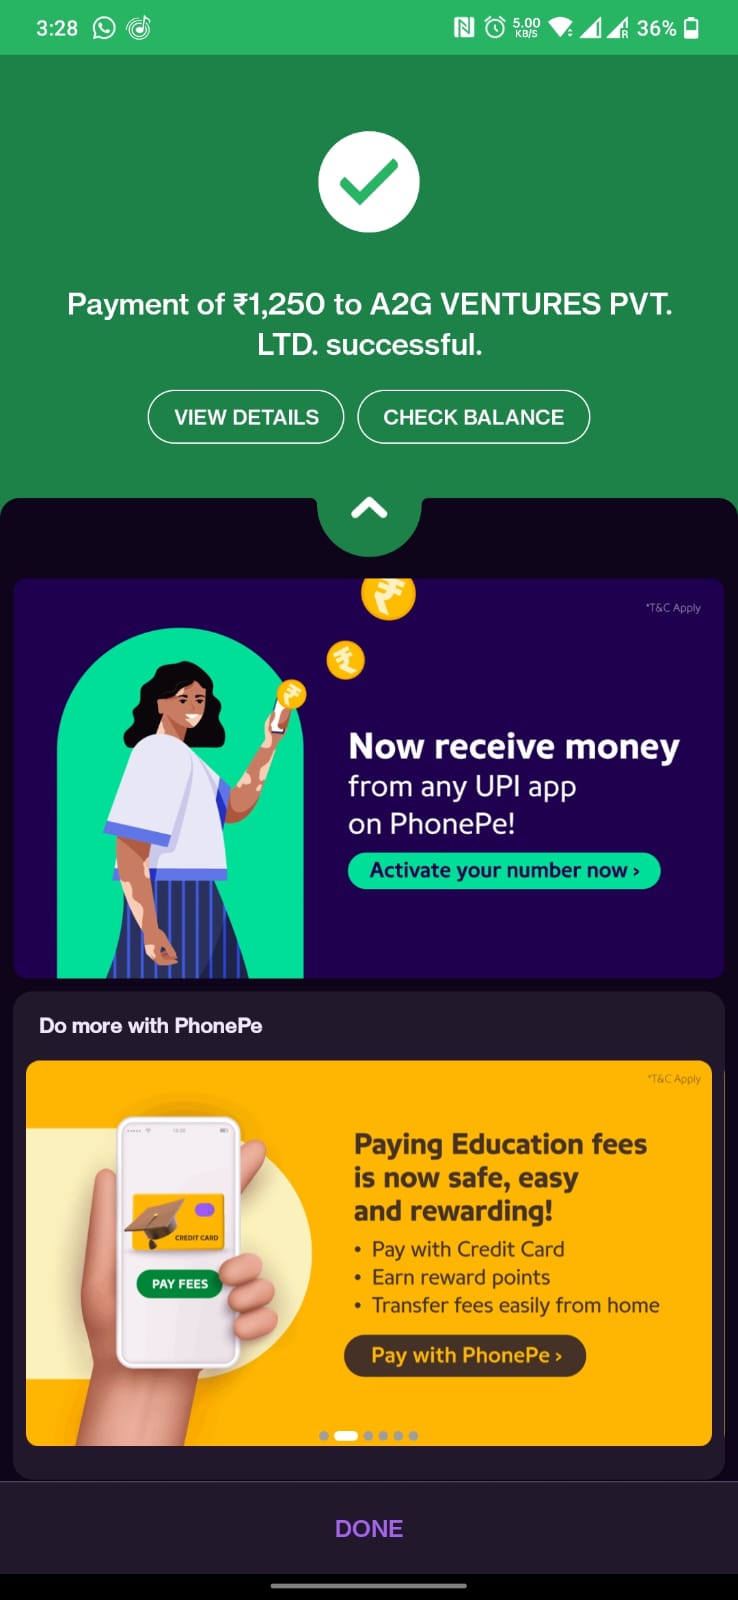 3:28
5.00
KB/S
R
36%
Payment of ₹1,250 to A2G VENTURES PVT.
LTD. successful.
VIEW DETAILS
CHECK BALANCE
*T&C Apply
Now receive money
from any UPI app
on PhonePe!
Activate your number now ›
Do more with PhonePe
*T&C Apply
Paying Education fees
is now safe, easy
and rewarding!
• Pay with Credit Card
• Earn reward points
• Transfer fees easily from home
CREDIT CARD
PAY FEES
Pay with PhonePe ›
DONE